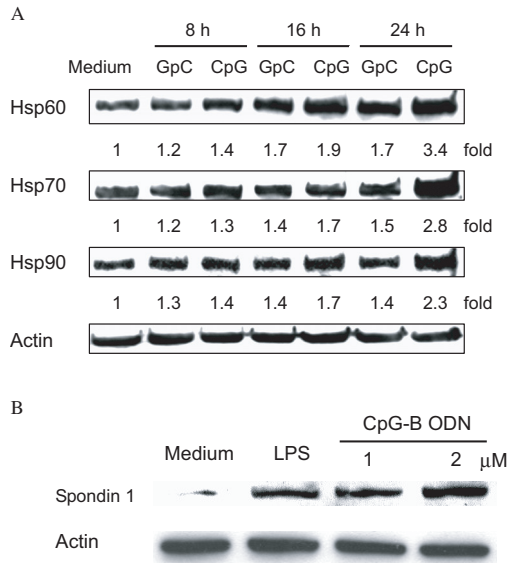 A
8 h 16 h 24 h
Medium GpC CpG GpC CpG GpC CpG
Hsp60
1 1.2 1.4 1.7 1.9 1.7 3.4 fold
Hsp70
1 1.2 1.3 1.4 1.7 1.5 2.8 fold
Hsp90
1 1.3 1.4 1.4 1.7 1.4 2.3 fold
Actin
B
CpG-B ODN
Medium LPS 1 2 μM
Spondin 1
Actin